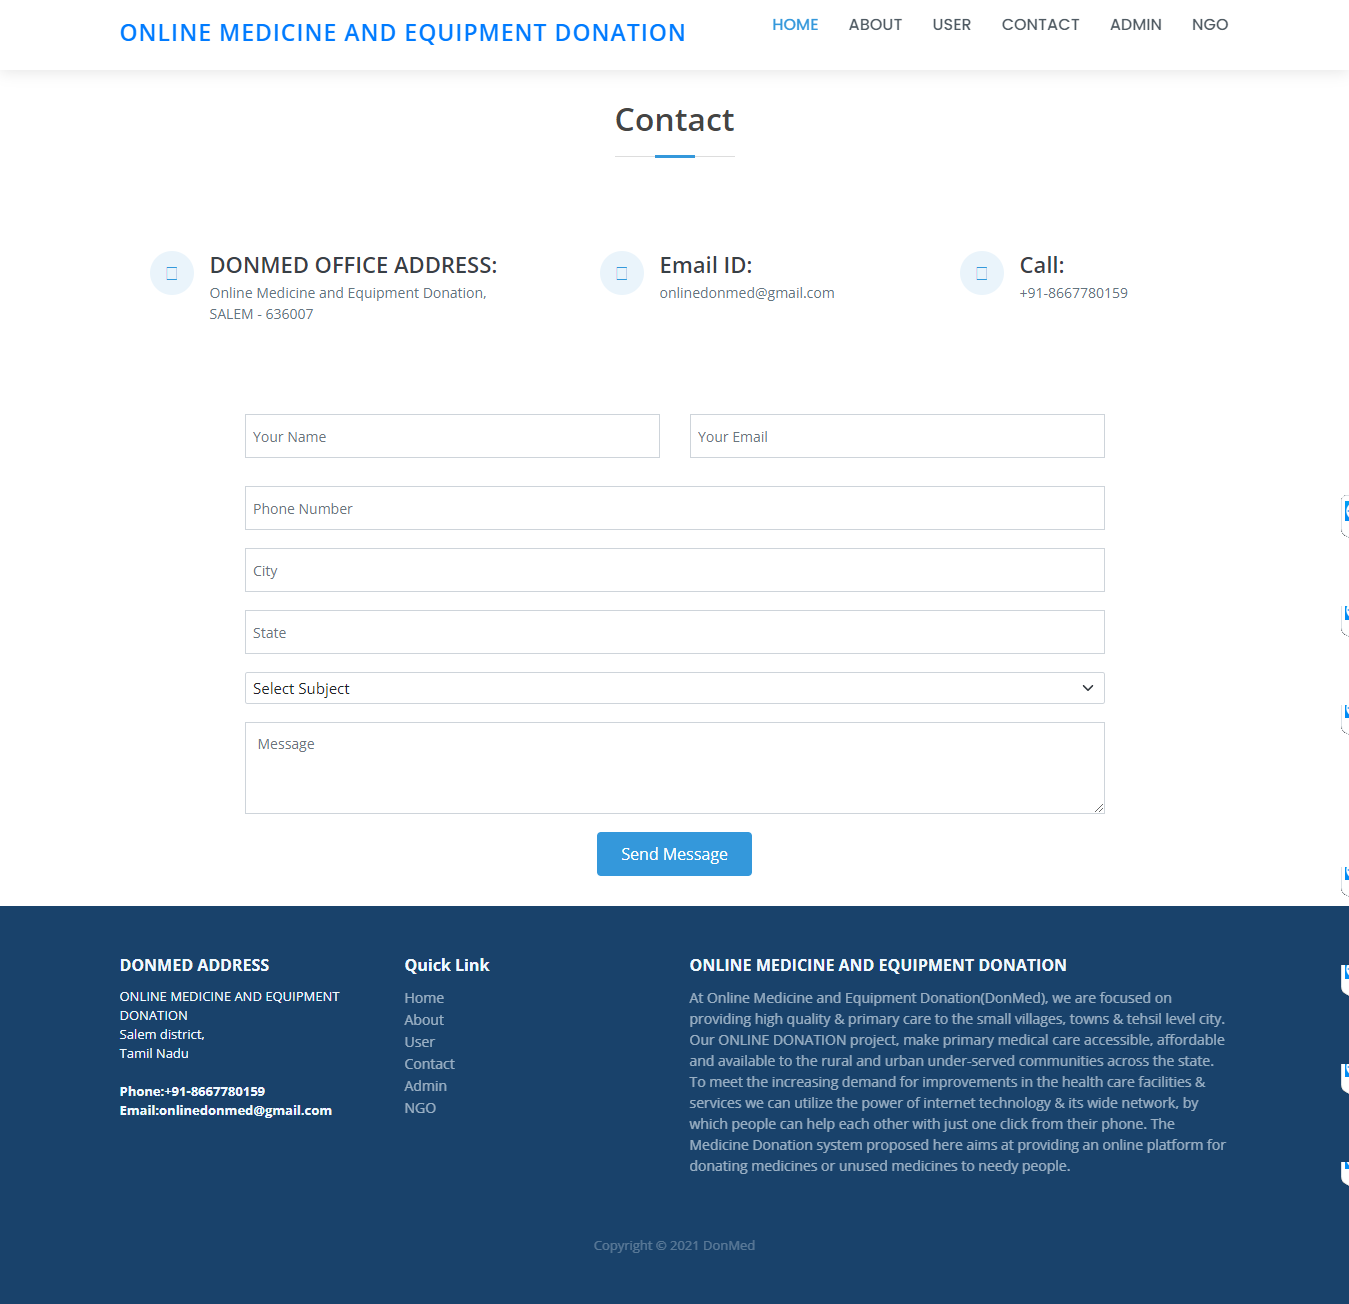 ONLINE MEDICINE AND EQUIPMENT DONATION
HOME
ABOUT
USER
CONTACT
ADMIN
NGO
Contact
DONMED OFFICE ADDRESS:
Online Medicine and Equipment Donation,
SALEM - 636007
Email ID:
onlinedonmed@gmail.com
Call:
+91-8667780159
Your Name
Your Email
Phone Number
City
State
Select Subject
Message
Send Message
DONMED ADDRESS
ONLINE MEDICINE AND EQUIPMENT
DONATION
Salem district,
Tamil Nadu
Phone:+91-8667780159
Email:onlinedonmed@gmail.com
Quick Link
Home
About
User
Contact
Admin
NGO
ONLINE MEDICINE AND EQUIPMENT DONATION
At Online Medicine and Equipment Donation(DonMed), we are focused on
providing high quality & primary care to the small villages, towns & tehsil level city.
Our ONLINE DONATION project, make primary medical care accessible, affordable
and available to the rural and urban under-served communities across the state.
To meet the increasing demand for improvements in the health care facilities &
services we can utilize the power of internet technology & its wide network, by
which people can help each other with just one click from their phone. The
Medicine Donation system proposed here aims at providing an online platform for
donating medicines or unused medicines to needy people.
Copyright © 2021 DonMed